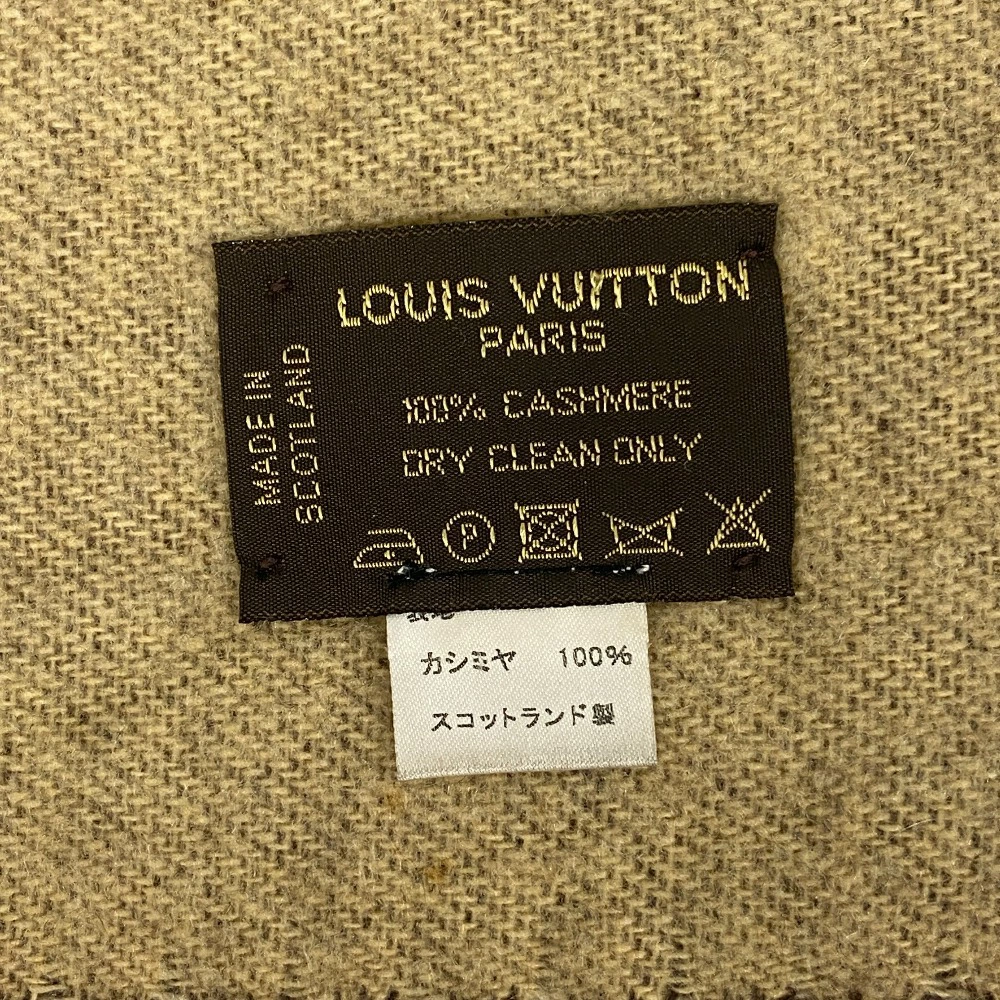 LOUIS VUITTON
PARIS
100% CASHMERE
DRY CLEAN ONLY
MADE IN
SCOTLAND
P
カシミヤ 100%
スコットランド製